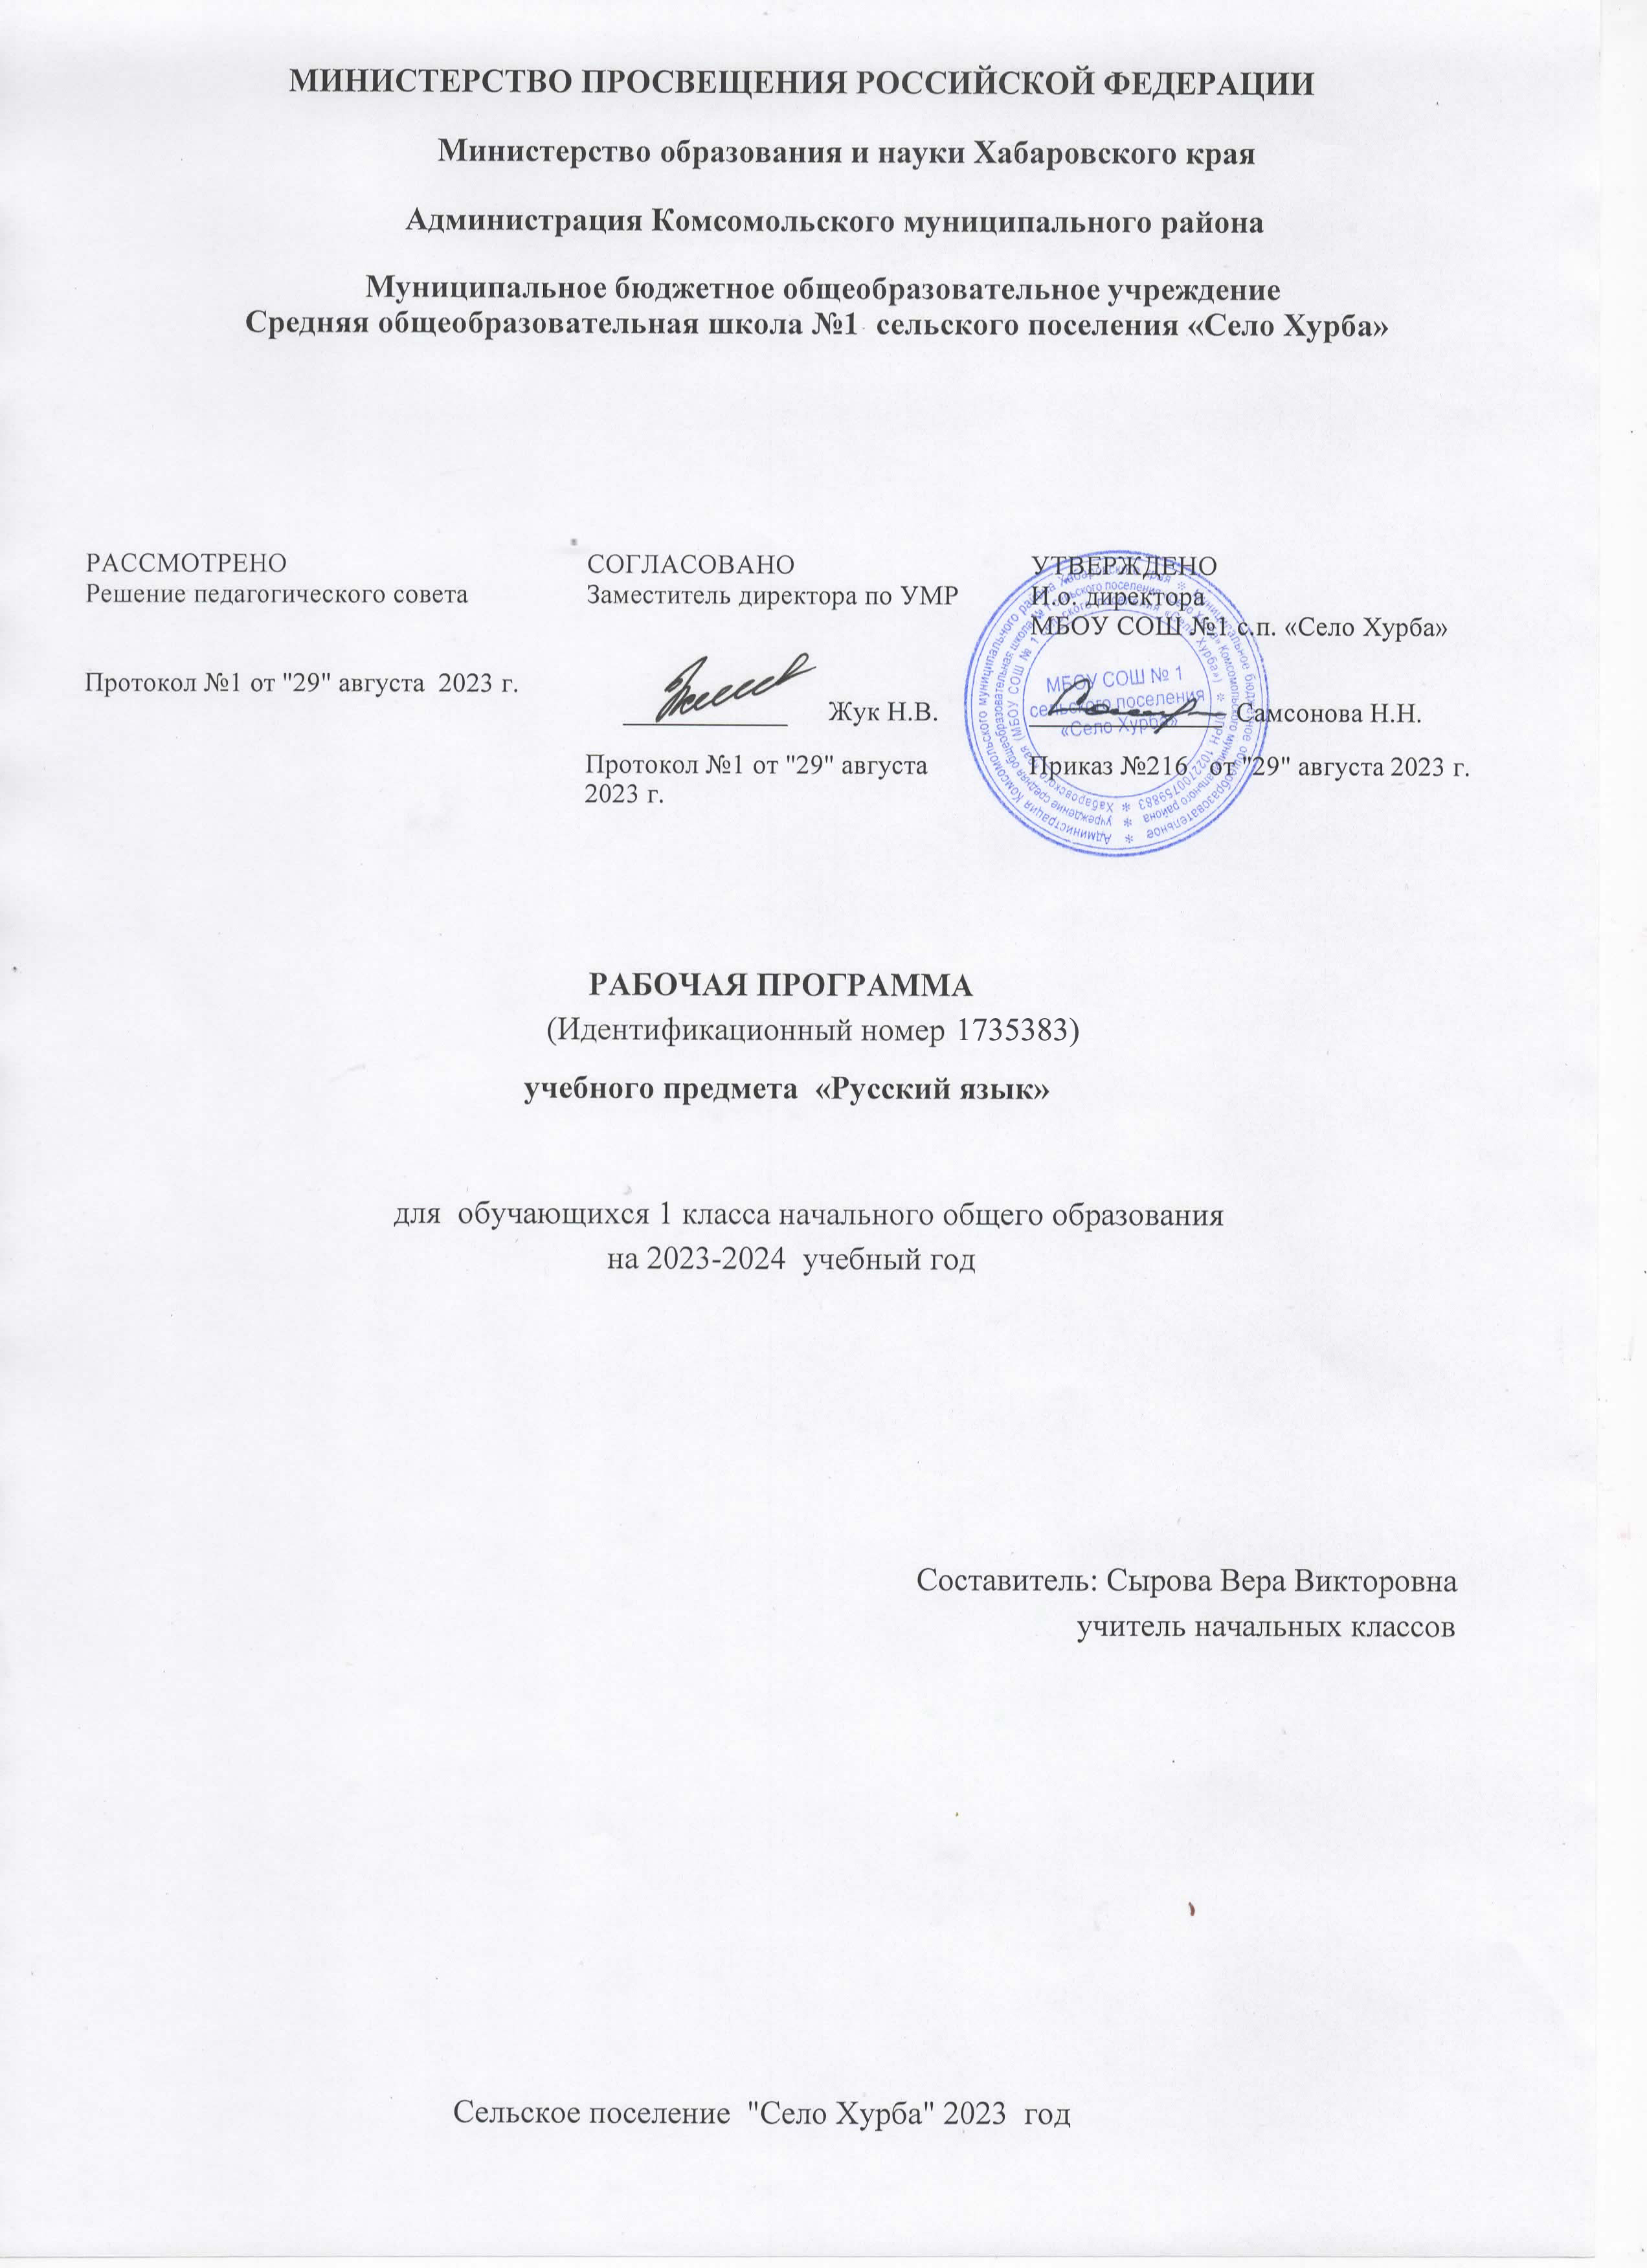 МИНИСТЕРСТВО ПРОСВЕЩЕНИЯ РОССИЙСКОЙ ФЕДЕРАЦИИ
Министерство образования и науки Хабаровского края
Администрация Комсомольского муниципального района
Муниципальное бюджетное общеобразовательное учреждение
Средняя общеобразовательная школа №1 сельского поселения «Село Хурба»
РАССМОТРЕНО
Решение педагогического совета
Протокол №1 от "29" августа 2023 г.
СОГЛАСОВАНО
Заместитель директора по УМР
Жук Н.В.
Протокол №1 от "29" августа
2023 г.
УТВЕРЖДЕНО
И.о. директора
МБОУ СОШ №1 с.п. «Село Хурба»
Самсонова Н.Н.
Приказ №216 от "29" августа 2023 г.
МБОУ СОШ № 1
сельского поселения
«Село Хурба»
РАБОЧАЯ ПРОГРАММА
(Идентификационный номер 1735383)
учебного предмета «Русский язык»
для обучающихся 1 класса начального общего образования
на 2023-2024 учебный год
Составитель: Сырова Вера Викторовна
учитель начальных классов
Сельское поселение "Село Хурба" 2023 год